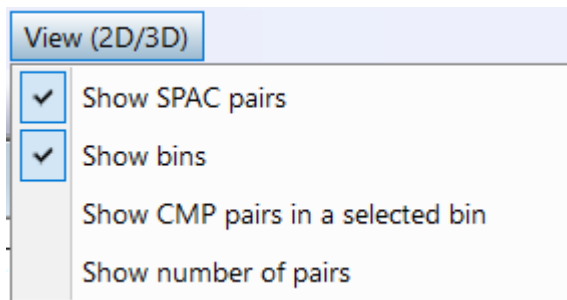 View (2D/3D)
Show SPAC pairs
Show bins
Show CMP pairs in a selected bin
Show number of pairs